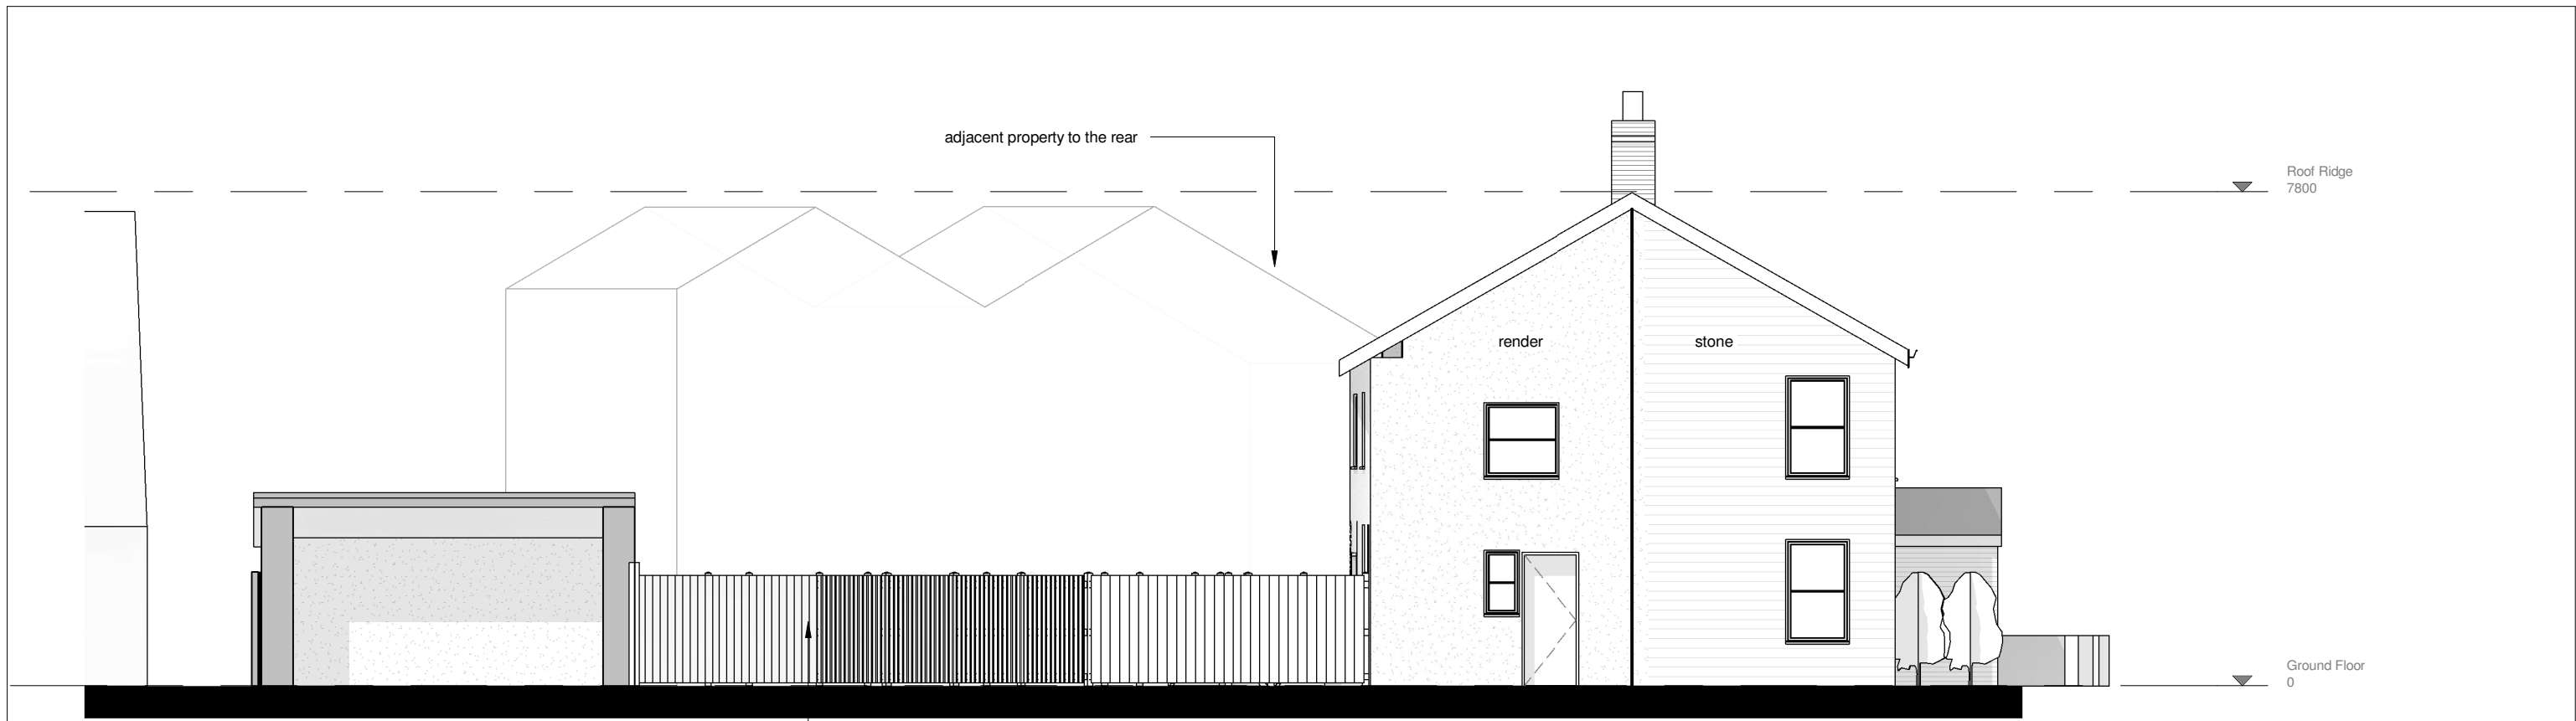 adjacent property to the rear
Roof Ridge
7800
render
stone
Ground Floor
0